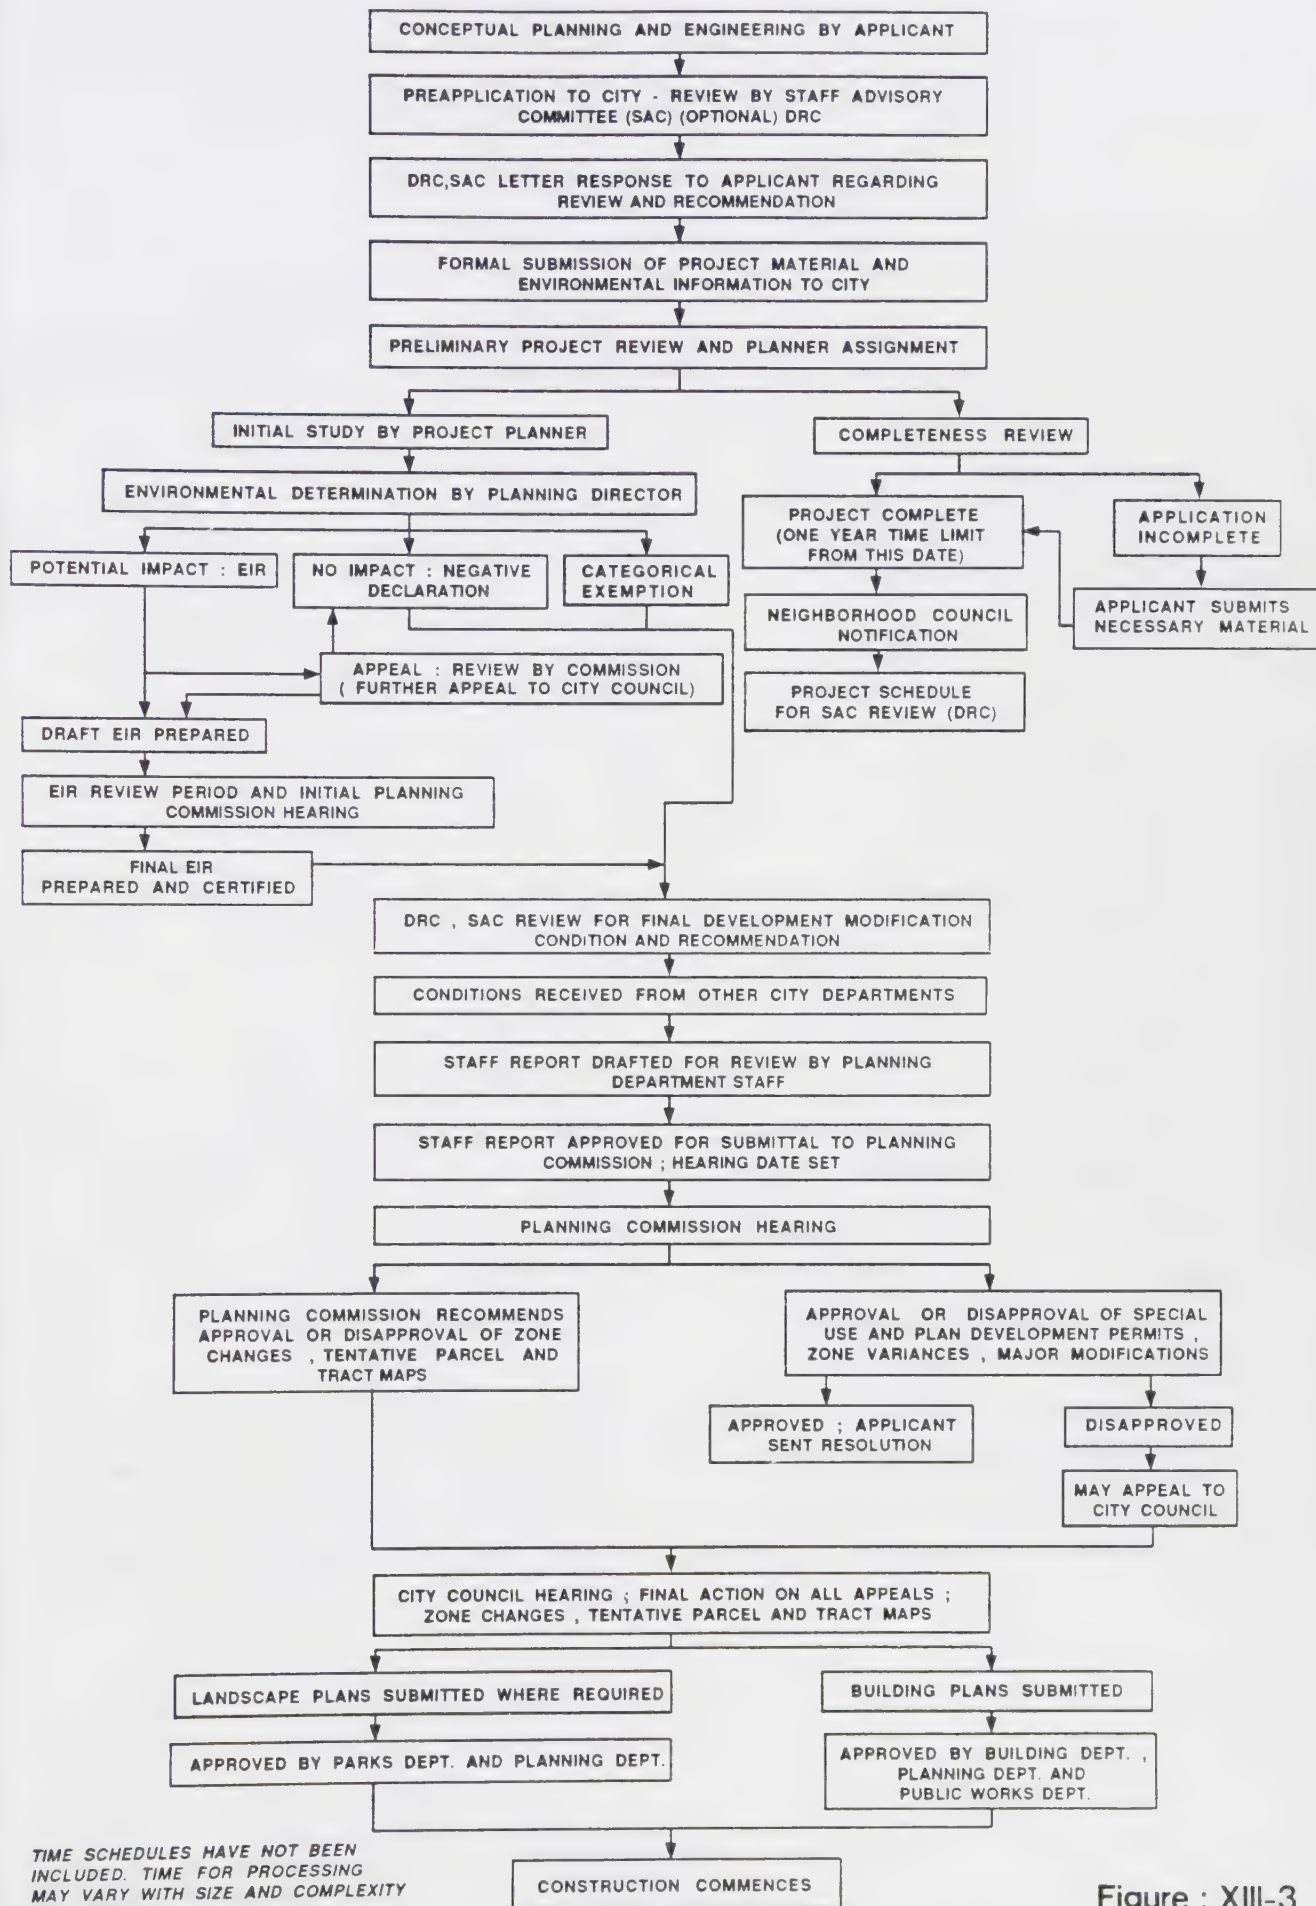 CONCEPTUAL PLANNING AND ENGINEERING BY APPLICANT
PREAPPLICATION TO CITY - REVIEW BY STAFF ADVISORY
COMMITTEE (SAC) (OPTIONAL) DRC
DRC,SAC LETTER RESPONSE TO APPLICANT REGARDING
REVIEW AND RECOMMENDATION
FORMAL SUBMISSION OF PROJECT MATERIAL AND
ENVIRONMENTAL INFORMATION TO CITY
PRELIMINARY PROJECT REVIEW AND PLANNER ASSIGNMENT
INITIAL STUDY BY PROJECT PLANNER
COMPLETENESS REVIEW
ENVIRONMENTAL DETERMINATION BY PLANNING DIRECTOR
PROJECT COMPLETE
(ONE YEAR TIME LIMIT
FROM THIS DATE)
APPLICATION
INCOMPLETE
POTENTIAL IMPACT : EIR
NO IMPACT : NEGATIVE
DECLARATION
CATEGORICAL
EXEMPTION
NEIGHBORHOOD COUNCIL
NOTIFICATION
APPLICANT SUBMITS
NECESSARY MATERIAL
APPEAL : REVIEW BY COMMISSION
( FURTHER APPEAL TO CITY COUNCIL)
PROJECT SCHEDULE
FOR SAC REVIEW (DRC)
DRAFT EIR PREPARED
EIR REVIEW PERIOD AND INITIAL PLANNING
COMMISSION HEARING
FINAL EIR
PREPARED AND CERTIFIED
DRC , SAC REVIEW FOR FINAL DEVELOPMENT MODIFICATION
CONDITION AND RECOMMENDATION
CONDITIONS RECEIVED FROM OTHER CITY DEPARTMENTS
STAFF REPORT DRAFTED FOR REVIEW BY PLANNING
DEPARTMENT STAFF
STAFF REPORT APPROVED FOR SUBMITTAL TO PLANNING
COMMISSION ; HEARING DATE SET
PLANNING COMMISSION HEARING
PLANNING COMMISSION RECOMMENDS
APPROVAL OR DISAPPROVAL OF ZONE
CHANGES , TENTATIVE PARCEL AND
TRACT MAPS
APPROVAL OR DISAPPROVAL OF SPECIAL
USE AND PLAN DEVELOPMENT PERMITS ,
ZONE VARIANCES , MAJOR MODIFICATIONS
APPROVED ; APPLICANT
SENT RESOLUTION
DISAPPROVED
MAY APPEAL TO
CITY COUNCIL
CITY COUNCIL HEARING ; FINAL ACTION ON ALL APPEALS ;
ZONE CHANGES , TENTATIVE PARCEL AND TRACT MAPS
LANDSCAPE PLANS SUBMITTED WHERE REQUIRED
BUILDING PLANS SUBMITTED
APPROVED BY PARKS DEPT. AND PLANNING DEPT.
APPROVED BY BUILDING DEPT. ,
PLANNING DEPT. AND
PUBLIC WORKS DEPT.
TIME SCHEDULES HAVE NOT BEEN
INCLUDED. TIME FOR PROCESSING
MAY VARY WITH SIZE AND COMPLEXITY
CONSTRUCTION COMMENCES
Figure : XIII-3